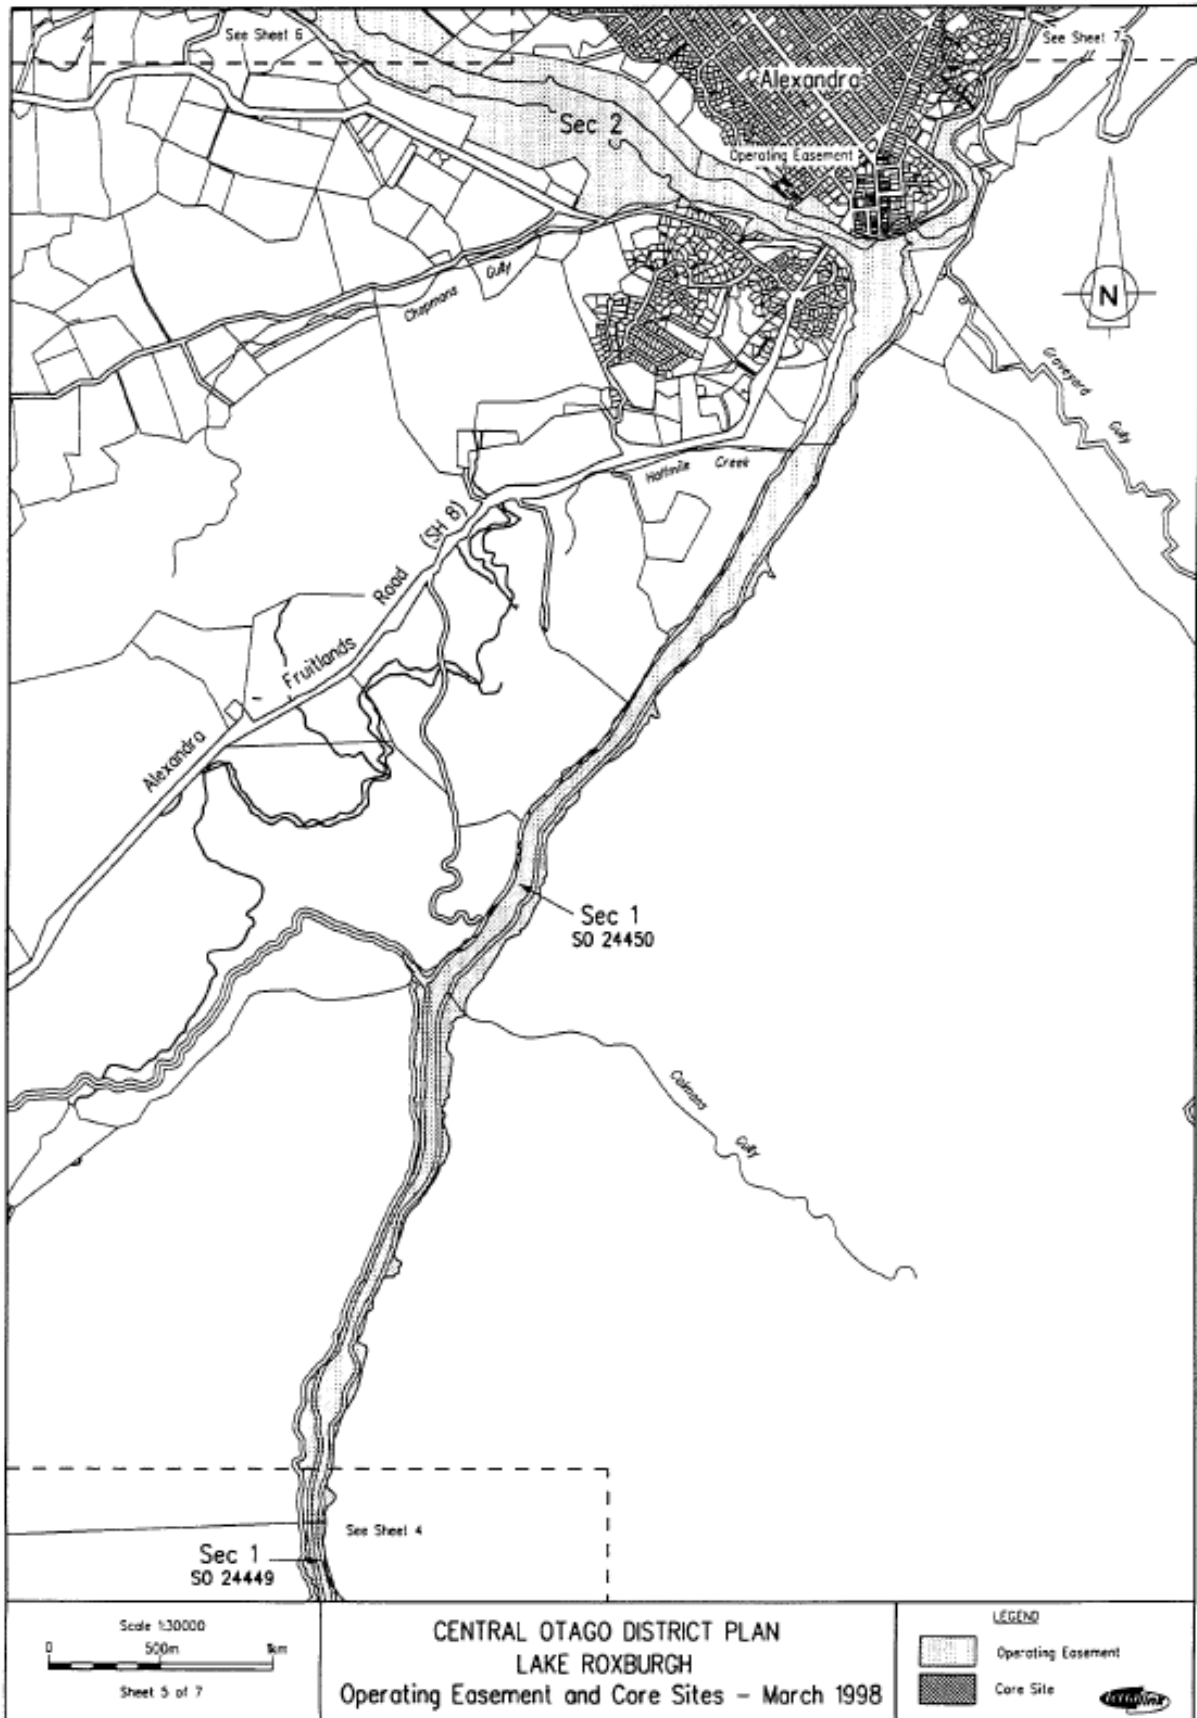 See Sheet 6
See Sheet 7
Alexandra
Sec 2
Operating Easement
Chapmans
Gully
N
Graveyard
Gully
Halfmile Creek
(SH 8)
Road
Fruitlands
Alexandra
Sec 1
SO 24450
Colmans
Gully
See Sheet 4
Sec 1
SO 24449
Scale 1:30000
0 500m 1km
Sheet 5 of 7
CENTRAL OTAGO DISTRICT PLAN
LAKE ROXBURGH
Operating Easement and Core Sites - March 1998
LEGEND
Operating Easement
Core Site